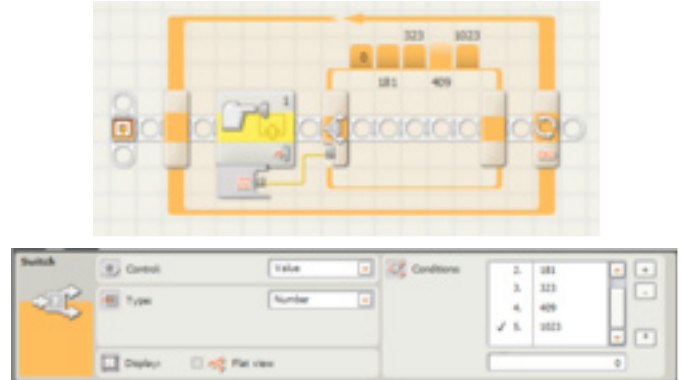 323 1023
0
181 409
1
Switch
Control: Value
Conditions:
2. 181
3. 323
Type: Number
4. 409
✓ 5. 1023
Display: Flat view
0